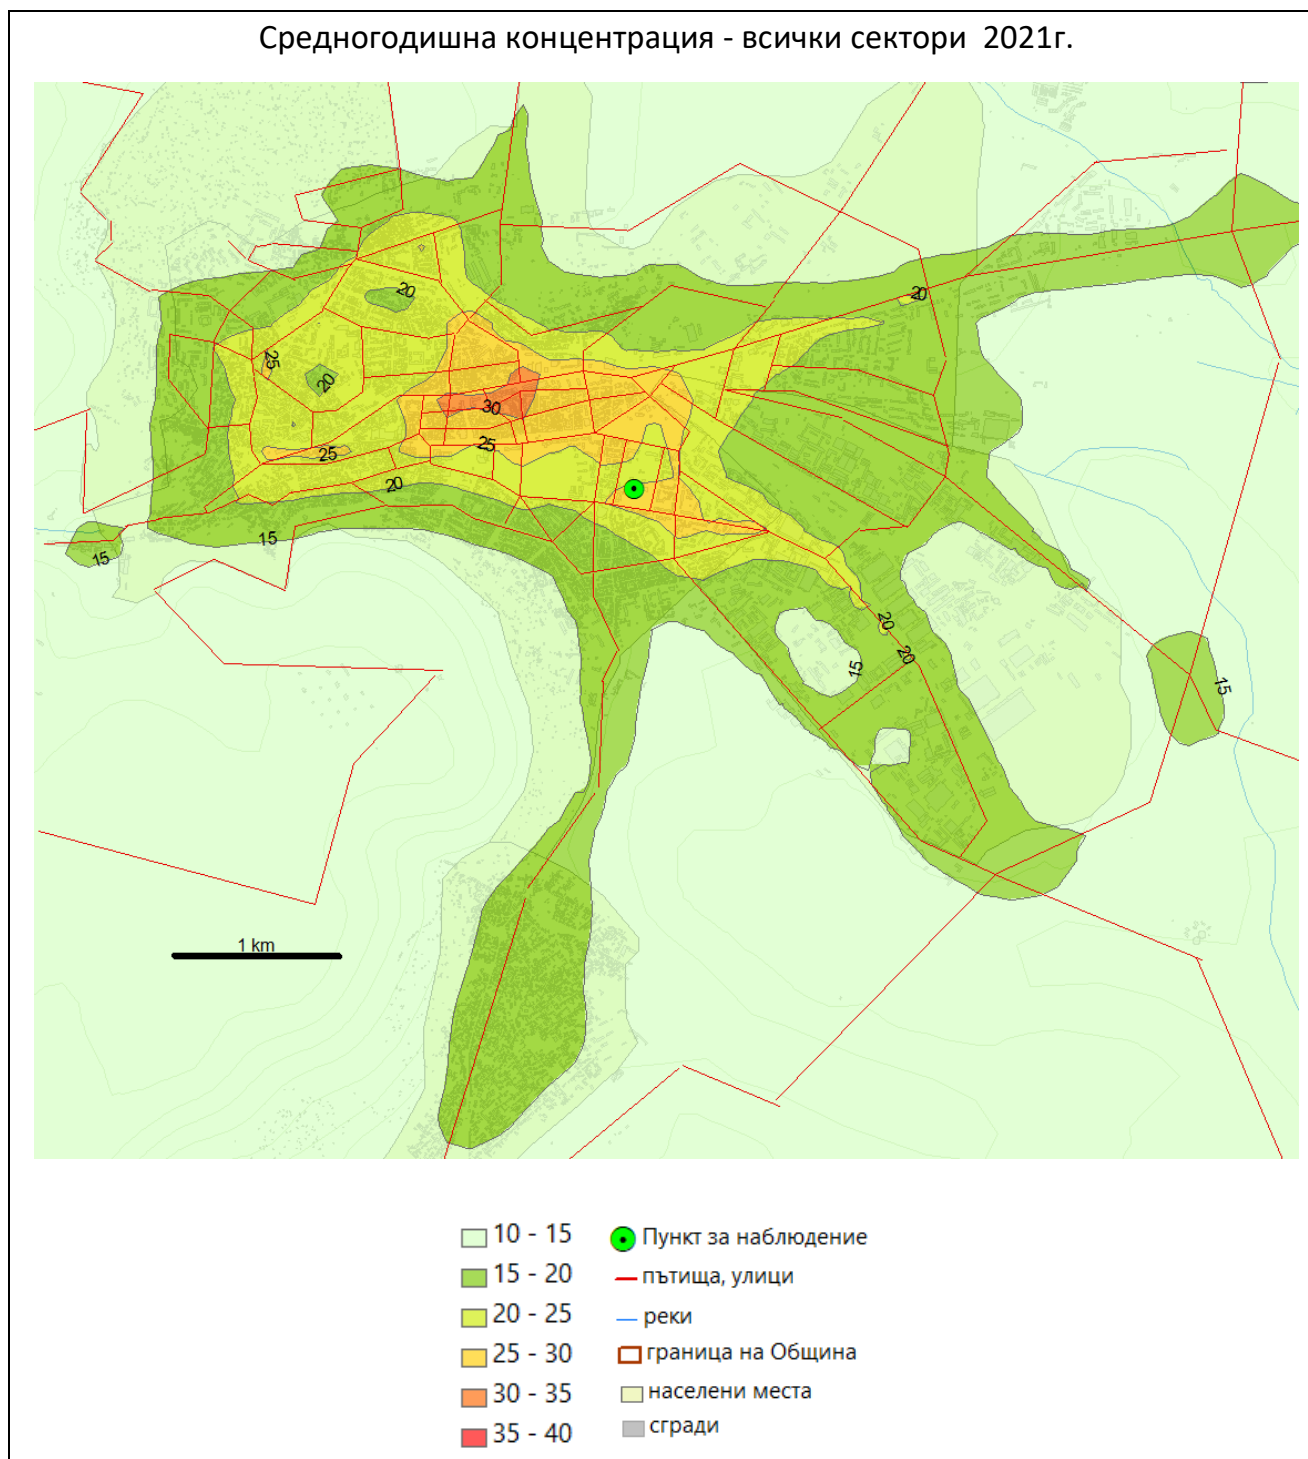 Средногодишна концентрация - всички сектори 2021г.
20
20
25
20
30
25
25
20
15
15
20
20
15
15
1 km
10 - 15
Пункт за наблюдение
15 - 20
пътища, улици
20 - 25
реки
25 - 30
граница на Община
30 - 35
населени места
35 - 40
сгради